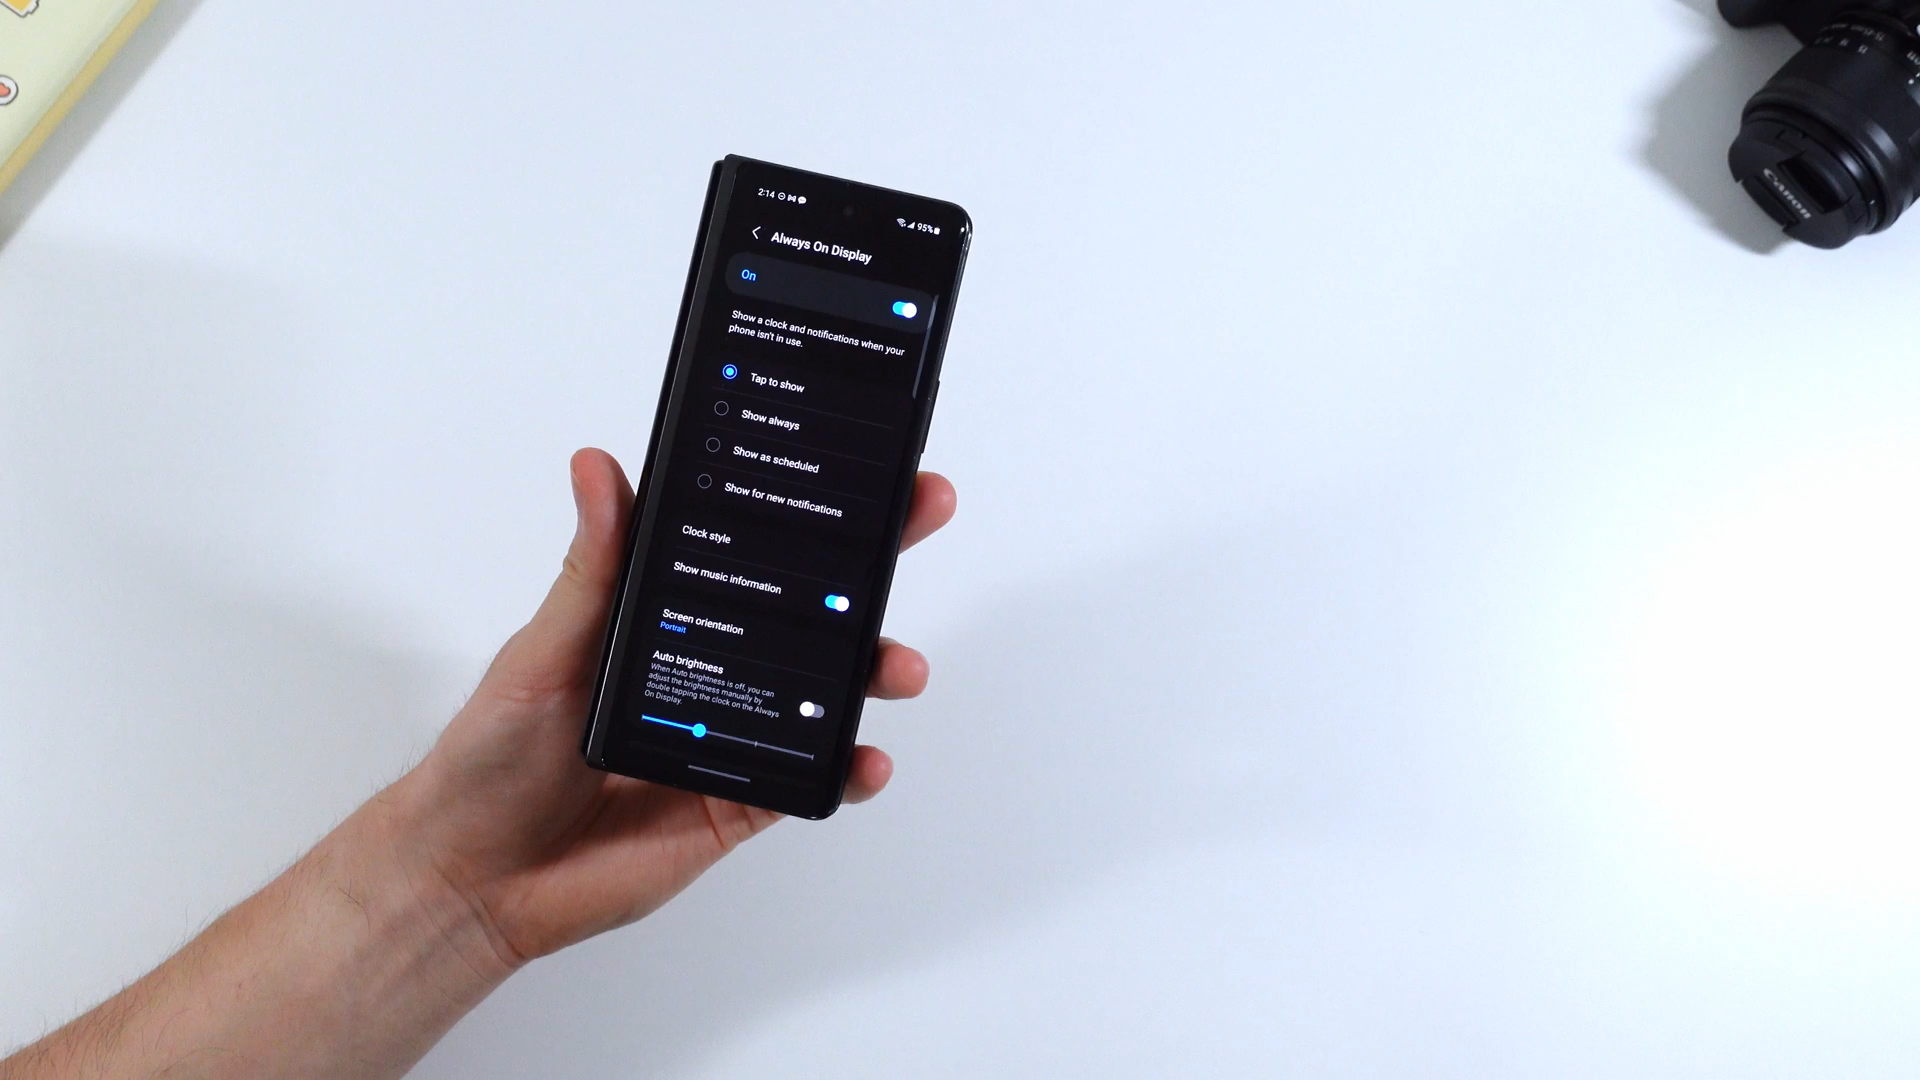 2:14
95%
Always On Display
On
Show a clock and notifications when your
phone isn't in use.
Tap to show
Show always
Show as scheduled
Show for new notifications
Clock style
Show music information
Screen orientation
Portrait
Auto brightness
When Auto brightness is off, you can
adjust the brightness manually by
double tapping the clock on the Always
On Display.
Canon